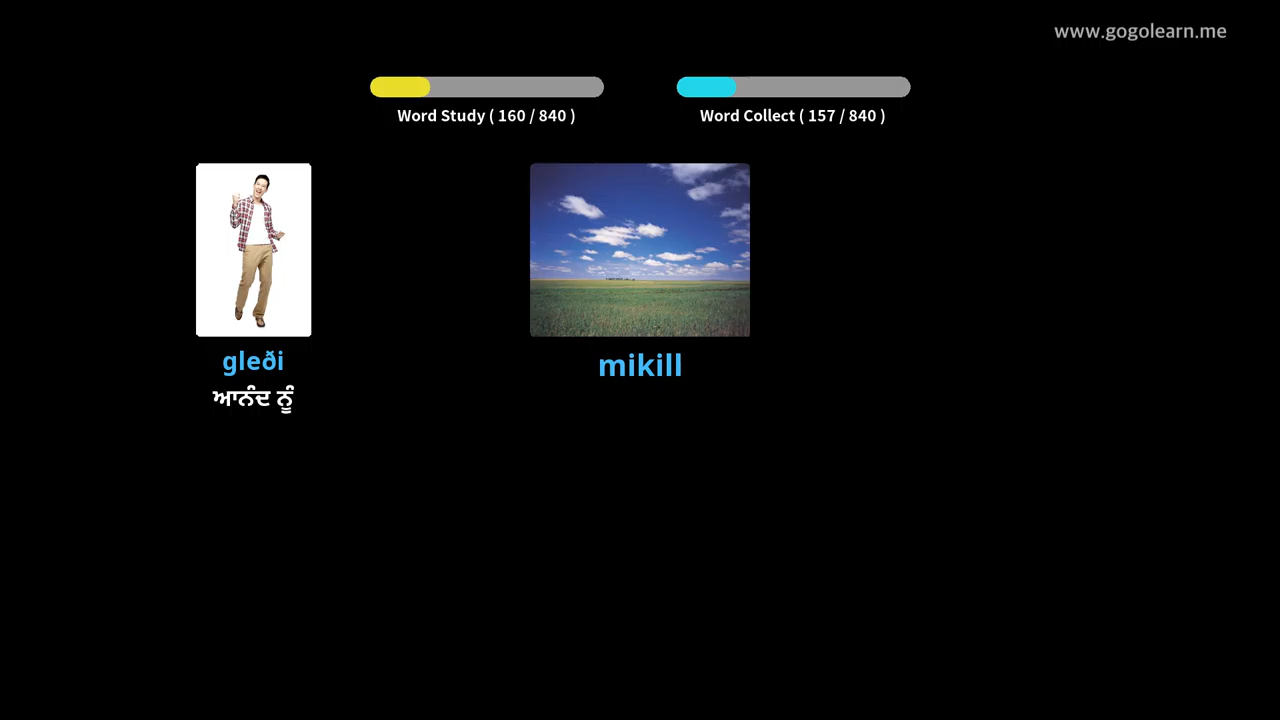 www.gogolearn.me
Word Study ( 160 / 840 )
Word Collect ( 157 / 840 )
gleði
ਆਨੰਦ ਨੂੰ
mikill